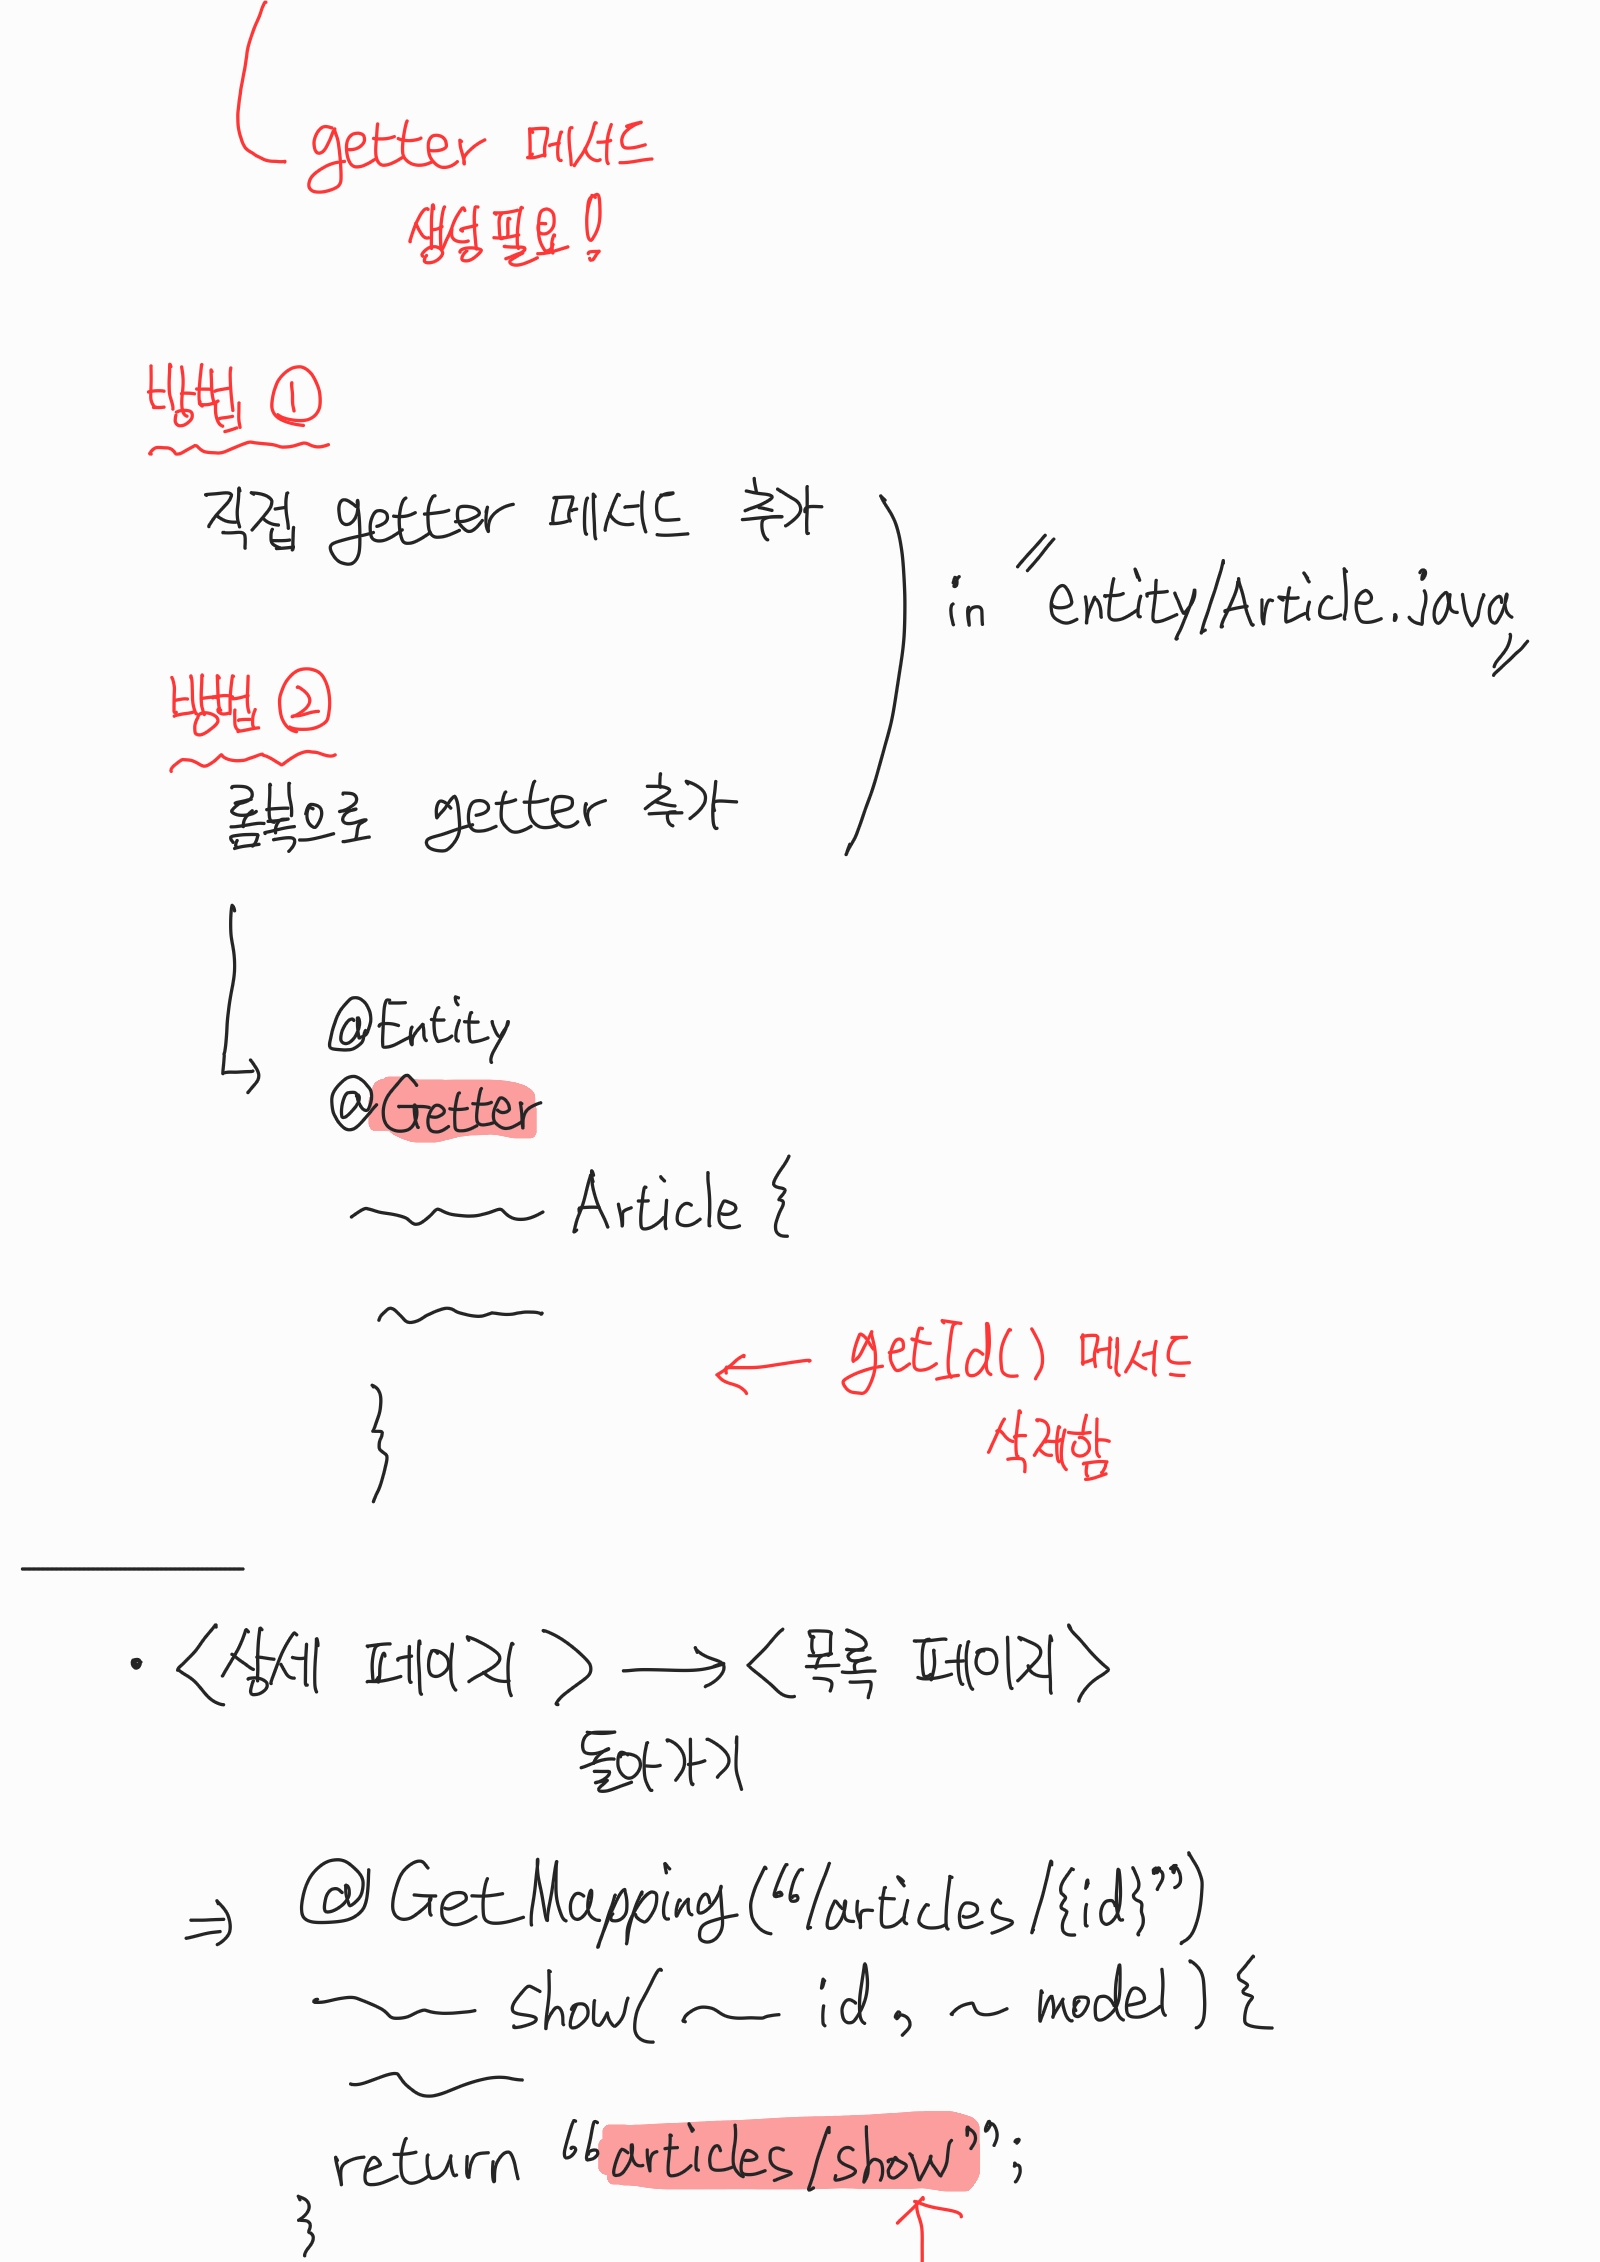 getter 메서드
생성필요!
방법 ①
직접 getter 메서드 추가
in "entity/Article.java"
방법 ②
롬복으로 getter 추가
@Entity
@Getter
Article {
← getId() 메서드
삭제함
}
• <상세 페이지> → <목록 페이지>
돌아가기
⇒ @GetMapping("/articles/{id}")
show( ~ id, ~ model) {
return "articles/show";
}